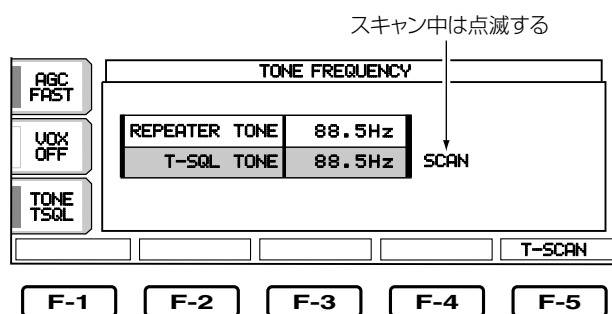 スキャン中は点滅する
TONE FREQUENCY
AGC
FAST
REPEATER TONE 88.5Hz
VOX
OFF
T-SQL TONE 88.5Hz SCAN
TONE
TSQL
T-SCAN
F-1 F-2 F-3 F-4 F-5